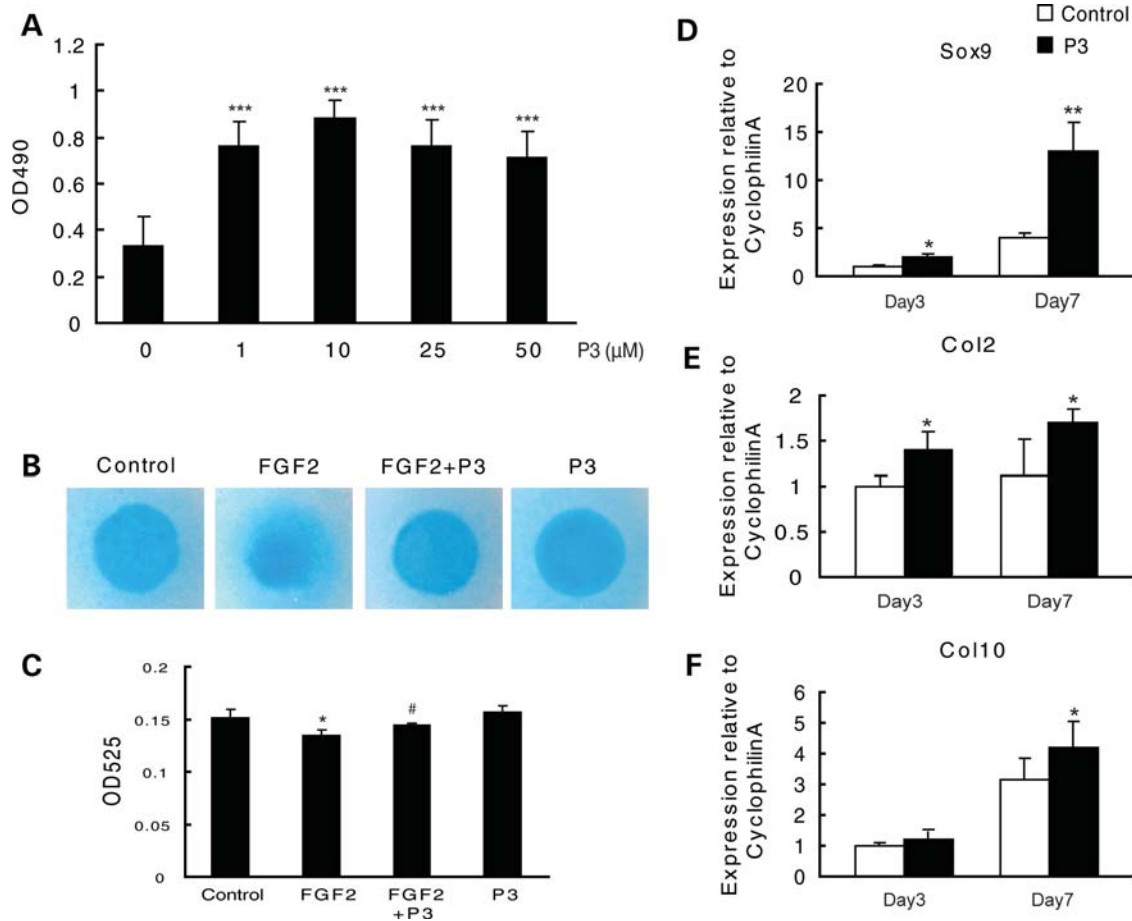 A
1.2
1
0.8
0.6
0.4
0.2
0
OD490
***
***
***
***
0 1 10 25 50 P3 (μM)
B
Control FGF2 FGF2+P3 P3
C
0.2
0.15
0.1
0.05
0
OD525
*
#
Control FGF2 FGF2 P3
+P3
Control
P3
D
Sox9
Expression relative to
CyclophilinA
20
15
10
5
0
*
**
Day3 Day7
E
Col2
Expression relative to
CyclophilinA
2
1.5
1
0.5
0
*
*
Day3 Day7
F
Col10
Expression relative to
CyclophilinA
6
5
4
3
2
1
0
*
Day3 Day7